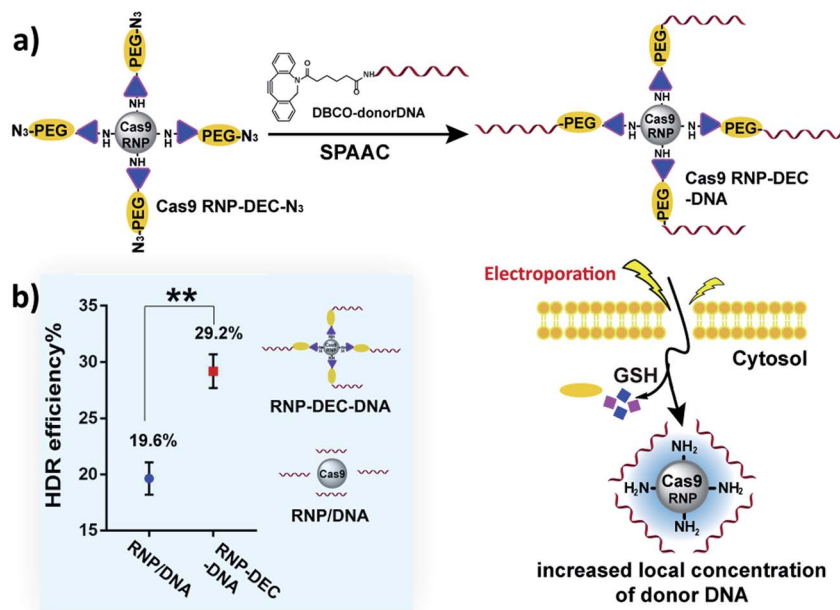 a)
PEG-N₃
NH
N₃-PEG
N
H
Cas9
RNP
H
N
PEG-N₃
NH
N₃-PEG
Cas9 RNP-DEC-N₃
O
N
O
NH
DBCO-donorDNA
SPAAC
PEG
NH
-PEG
N
H
Cas9
RNP
N
H
PEG
NH
PEG
Cas9 RNP-DEC
-DNA
b)
HDR efficiency%
35
30
25
20
15
**
29.2%
19.6%
RNP/DNA
RNP-DEC
-DNA
RNP-DEC-DNA
Cas9
RNP/DNA
Electroporation
Cytosol
GSH
NH₂
H₂N
Cas9
RNP
NH₂
NH₂
increased local concentration
of donor DNA